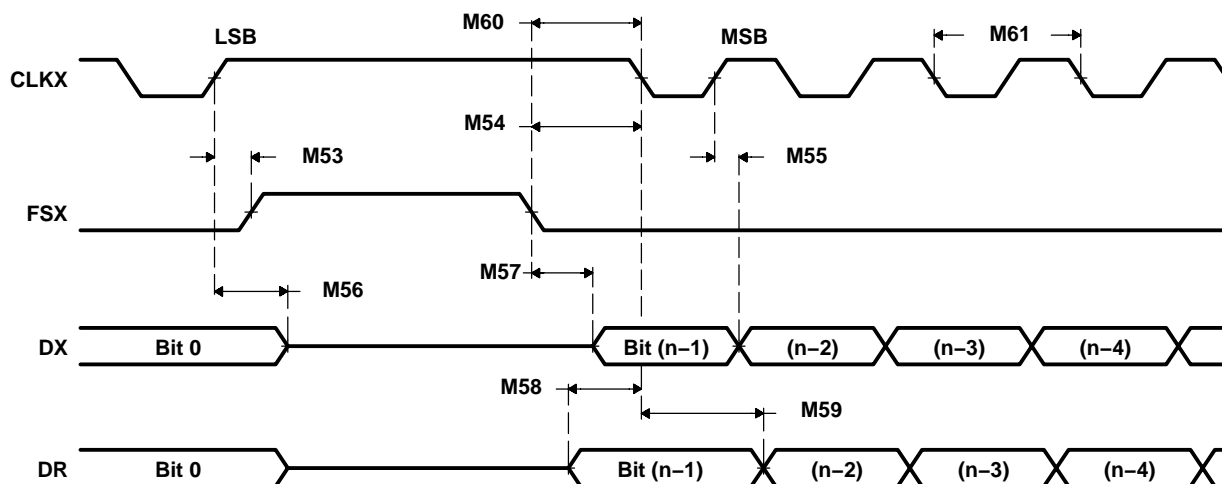 M60
LSB
MSB
M61
CLKX
M54
M53
M55
FSX
M57
M56
DX
Bit 0
Bit (n−1)
(n−2)
(n−3)
(n−4)
M58
M59
DR
Bit 0
Bit (n−1)
(n−2)
(n−3)
(n−4)